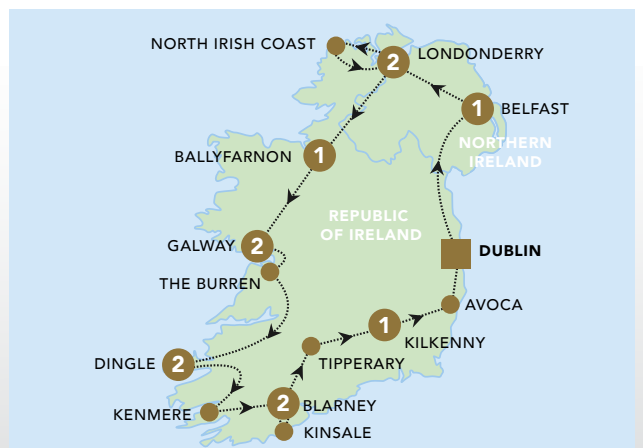 NORTH IRISH COAST
2
LONDONDERRY
1
BELFAST
NORTHERN
IRELAND
BALLYFARNON
1
REPUBLIC
OF IRELAND
GALWAY
2
DUBLIN
THE BURREN
AVOCA
1
KILKENNY
TIPPERARY
DINGLE
2
KENMERE
2
BLARNEY
KINSALE